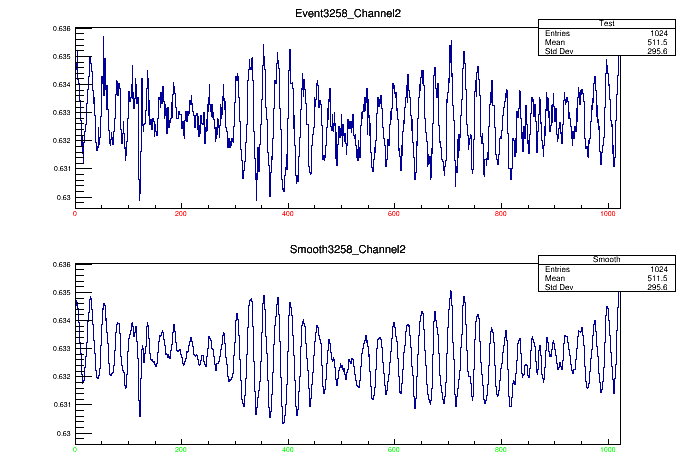 Event3258_Channel2
Test
Entries 1024
Mean 511.5
Std Dev 295.6
0.636
0.635
0.634
0.633
0.632
0.631
0.63
0 200 400 600 800 1000
Smooth3258_Channel2
Smooth
Entries 1024
Mean 511.5
Std Dev 295.6
0.636
0.635
0.634
0.633
0.632
0.631
0.63
0 200 400 600 800 1000